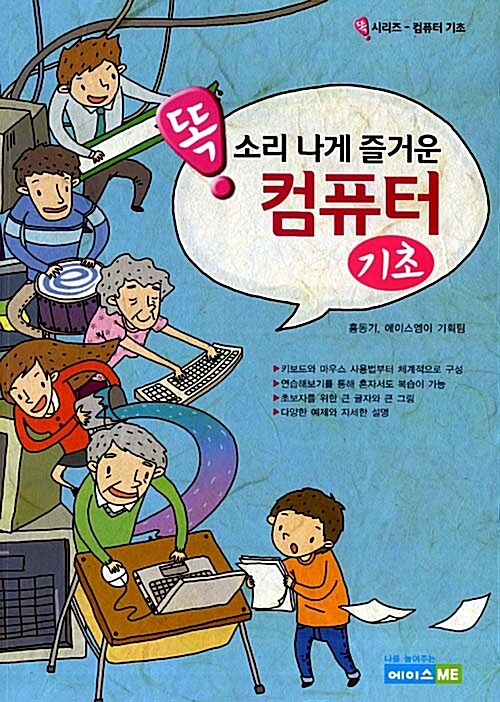 똑! 시리즈 - 컴퓨터 기초
똑! 소리 나게 즐거운
컴퓨터
기초
홍동기, 에이스엠이 기획팀
▶키보드와 마우스 사용법부터 체계적으로 구성
▶연습해보기를 통해 혼자서도 복습이 가능
▶초보자를 위한 큰 글자와 큰 그림
▶다양한 예제와 자세한 설명
나를 높여주는
에이스 ME